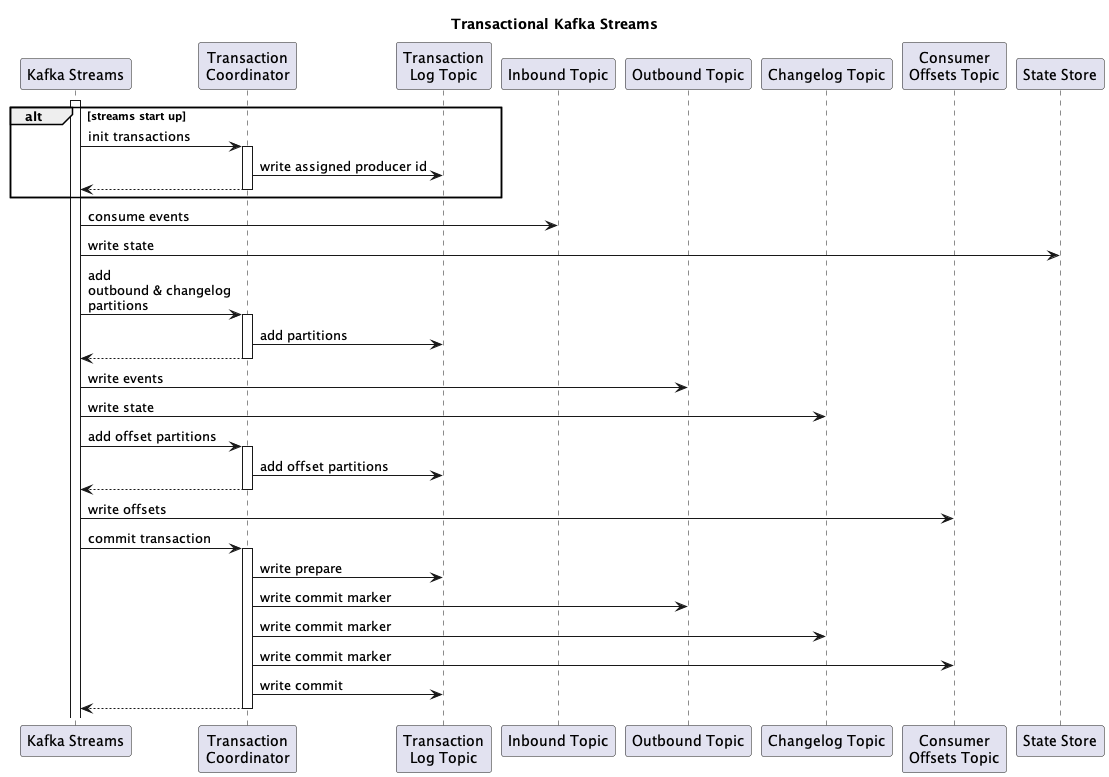 Transactional Kafka Streams
Kafka Streams
Transaction
Coordinator
Transaction
Log Topic
Inbound Topic
Outbound Topic
Changelog Topic
Consumer
Offsets Topic
State Store
alt
[streams start up]
init transactions
write assigned producer id
consume events
write state
add
outbound & changelog
partitions
add partitions
write events
write state
add offset partitions
add offset partitions
write offsets
commit transaction
write prepare
write commit marker
write commit marker
write commit marker
write commit
Kafka Streams
Transaction
Coordinator
Transaction
Log Topic
Inbound Topic
Outbound Topic
Changelog Topic
Consumer
Offsets Topic
State Store